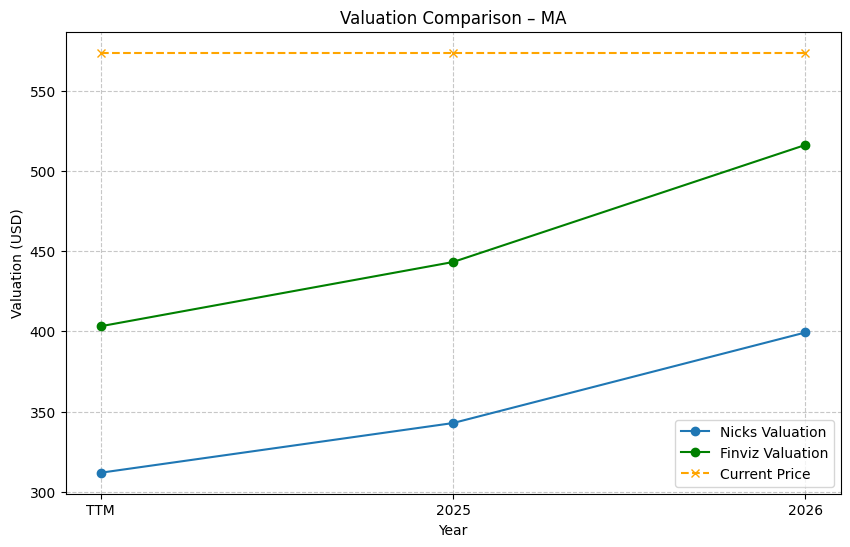 Valuation Comparison – MA
Valuation (USD)
550
500
450
400
350
300
TTM
2025
2026
Year
Nicks Valuation
Finviz Valuation
Current Price